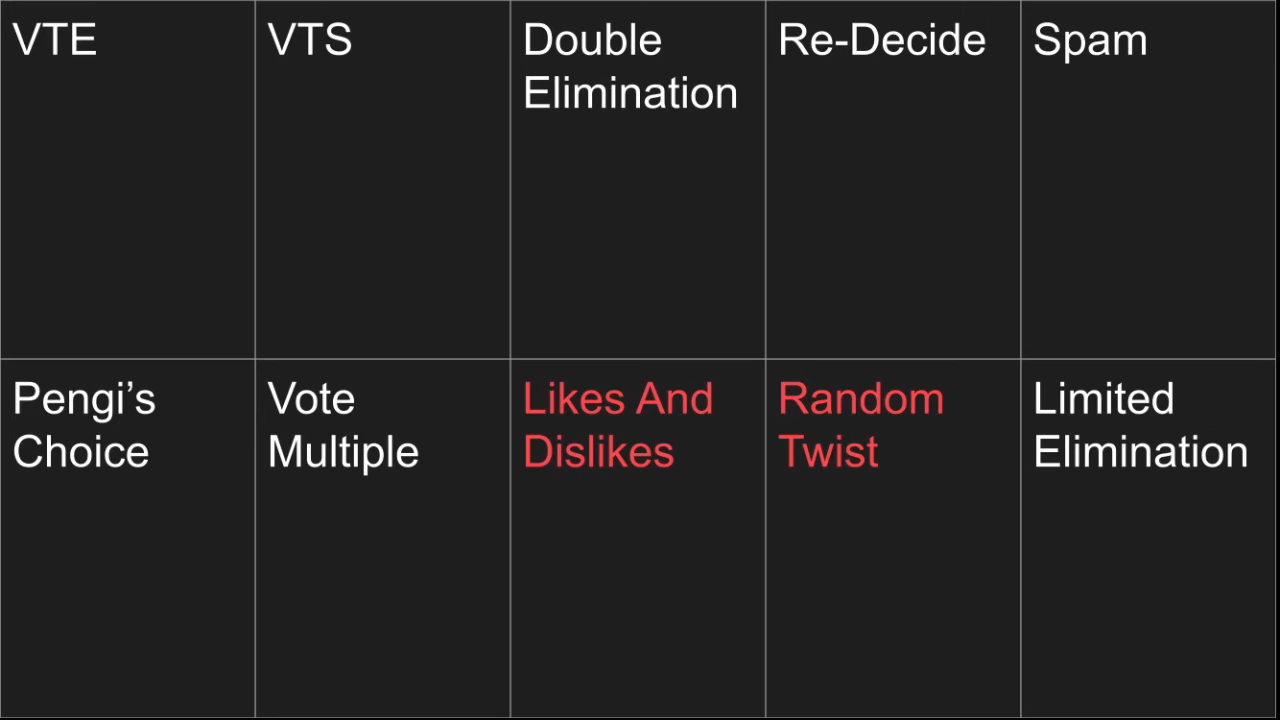 VTE
VTS
Double
Elimination
Re-Decide
Spam
Pengi’s
Choice
Vote
Multiple
Likes And
Dislikes
Random
Twist
Limited
Elimination